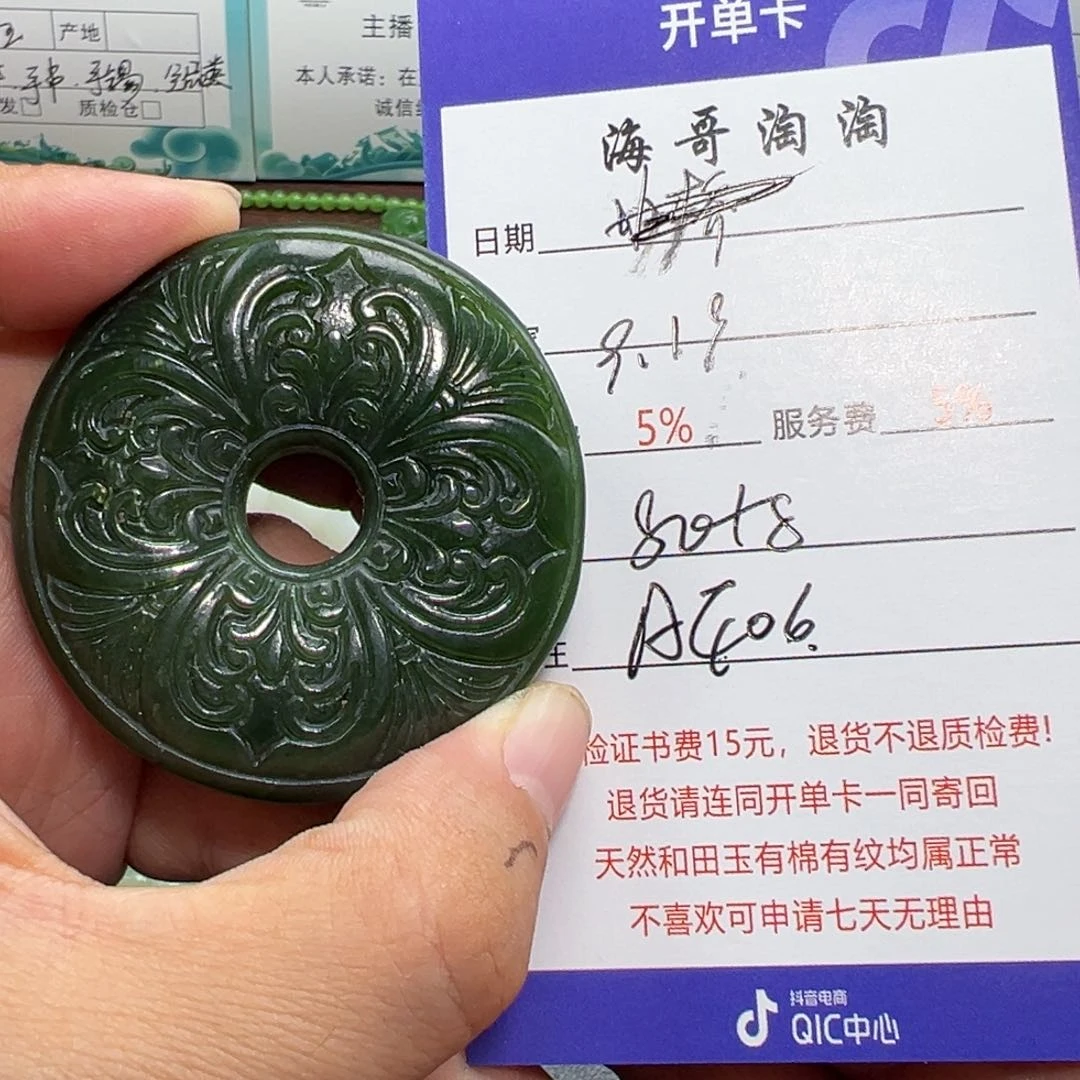 产地
质检仓□
主播
本人承诺：在
诚信
开单卡
海哥淘淘
日期
9.19
5% 服务费 5%
80+8
检证书费15元，退货不退质检费！
退货请连同开单卡一同寄回
天然和田玉有棉有纹均属正常
不喜欢可申请七天无理由
抖音电商
QIC中心